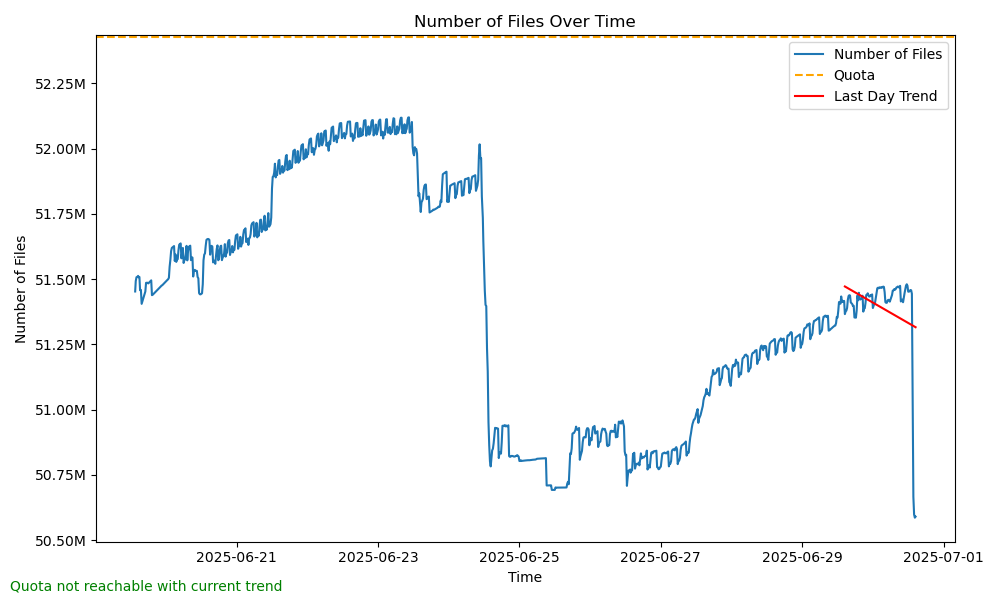 Number of Files Over Time
Number of Files
Quota
Last Day Trend
Number of Files
52.25M
52.00M
51.75M
51.50M
51.25M
51.00M
50.75M
50.50M
2025-06-21
2025-06-23
2025-06-25
2025-06-27
2025-06-29
2025-07-01
Time
Quota not reachable with current trend